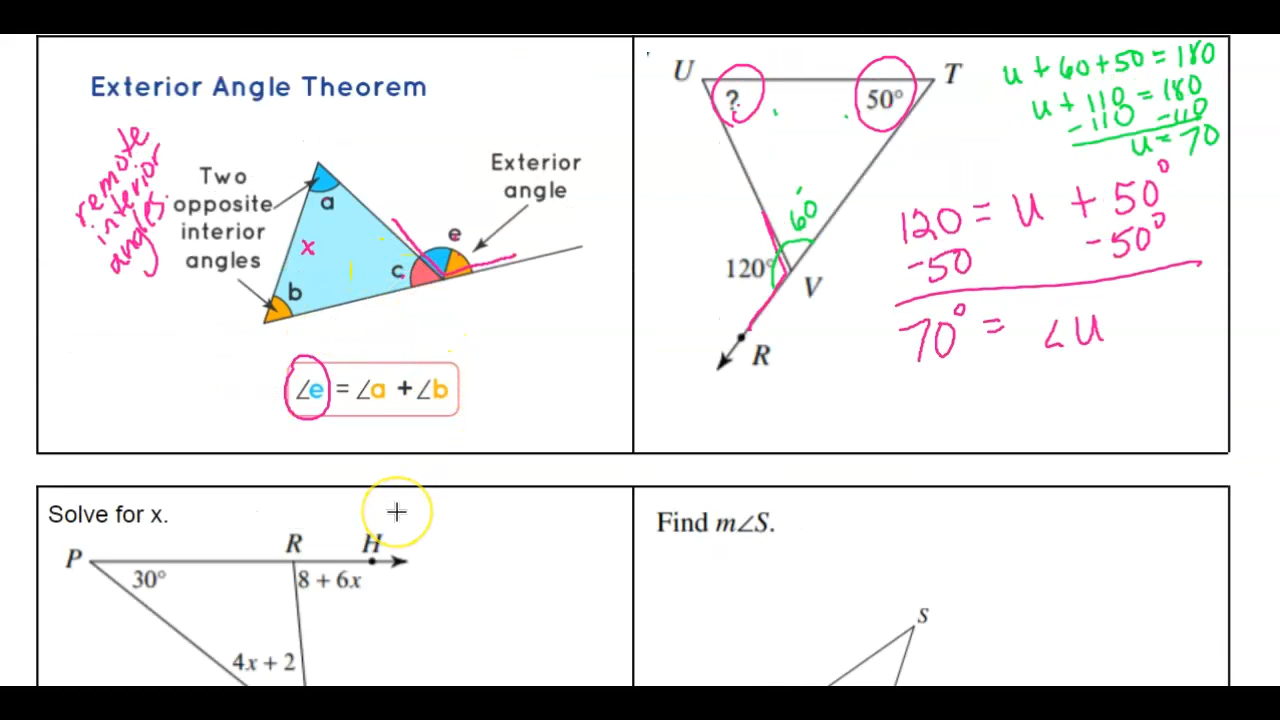 Exterior Angle Theorem
remote
interior
angles
Two
opposite
interior
angles
Exterior
angle
a
x
b
c
e
∠e = ∠a + ∠b
U
T
?
50°
60
120°
V
R
u + 60 + 50 = 180
u + 110 = 180
-110 -110
u = 70
120 = u + 50°
-50 -50°
70° = ∠u
Solve for x.
P
R
H
30°
8 + 6x
4x + 2
Find m∠S.
S